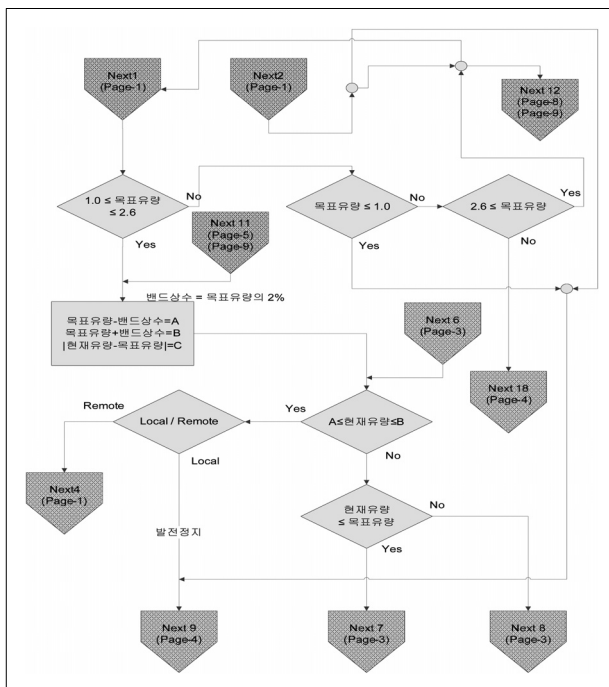 Next1
(Page-1)
Next2
(Page-1)
Next 12
(Page-8)
(Page-9)
1.0 ≤ 목표유량
≤ 2.6
No
Yes
목표유량 ≤ 1.0
No
Yes
2.6 ≤ 목표유량
Yes
No
Next 11
(Page-5)
(Page-9)
밴드상수 = 목표유량의 2%
목표유량-밴드상수=A
목표유량+밴드상수=B
|현재유량-목표유량|=C
Next 6
(Page-3)
Next 18
(Page-4)
Remote
Local / Remote
Yes
A≤현재유량≤B
Local
No
Next4
(Page-1)
현재유량
≤ 목표유량
No
Yes
발전정지
Next 9
(Page-4)
Next 7
(Page-3)
Next 8
(Page-3)